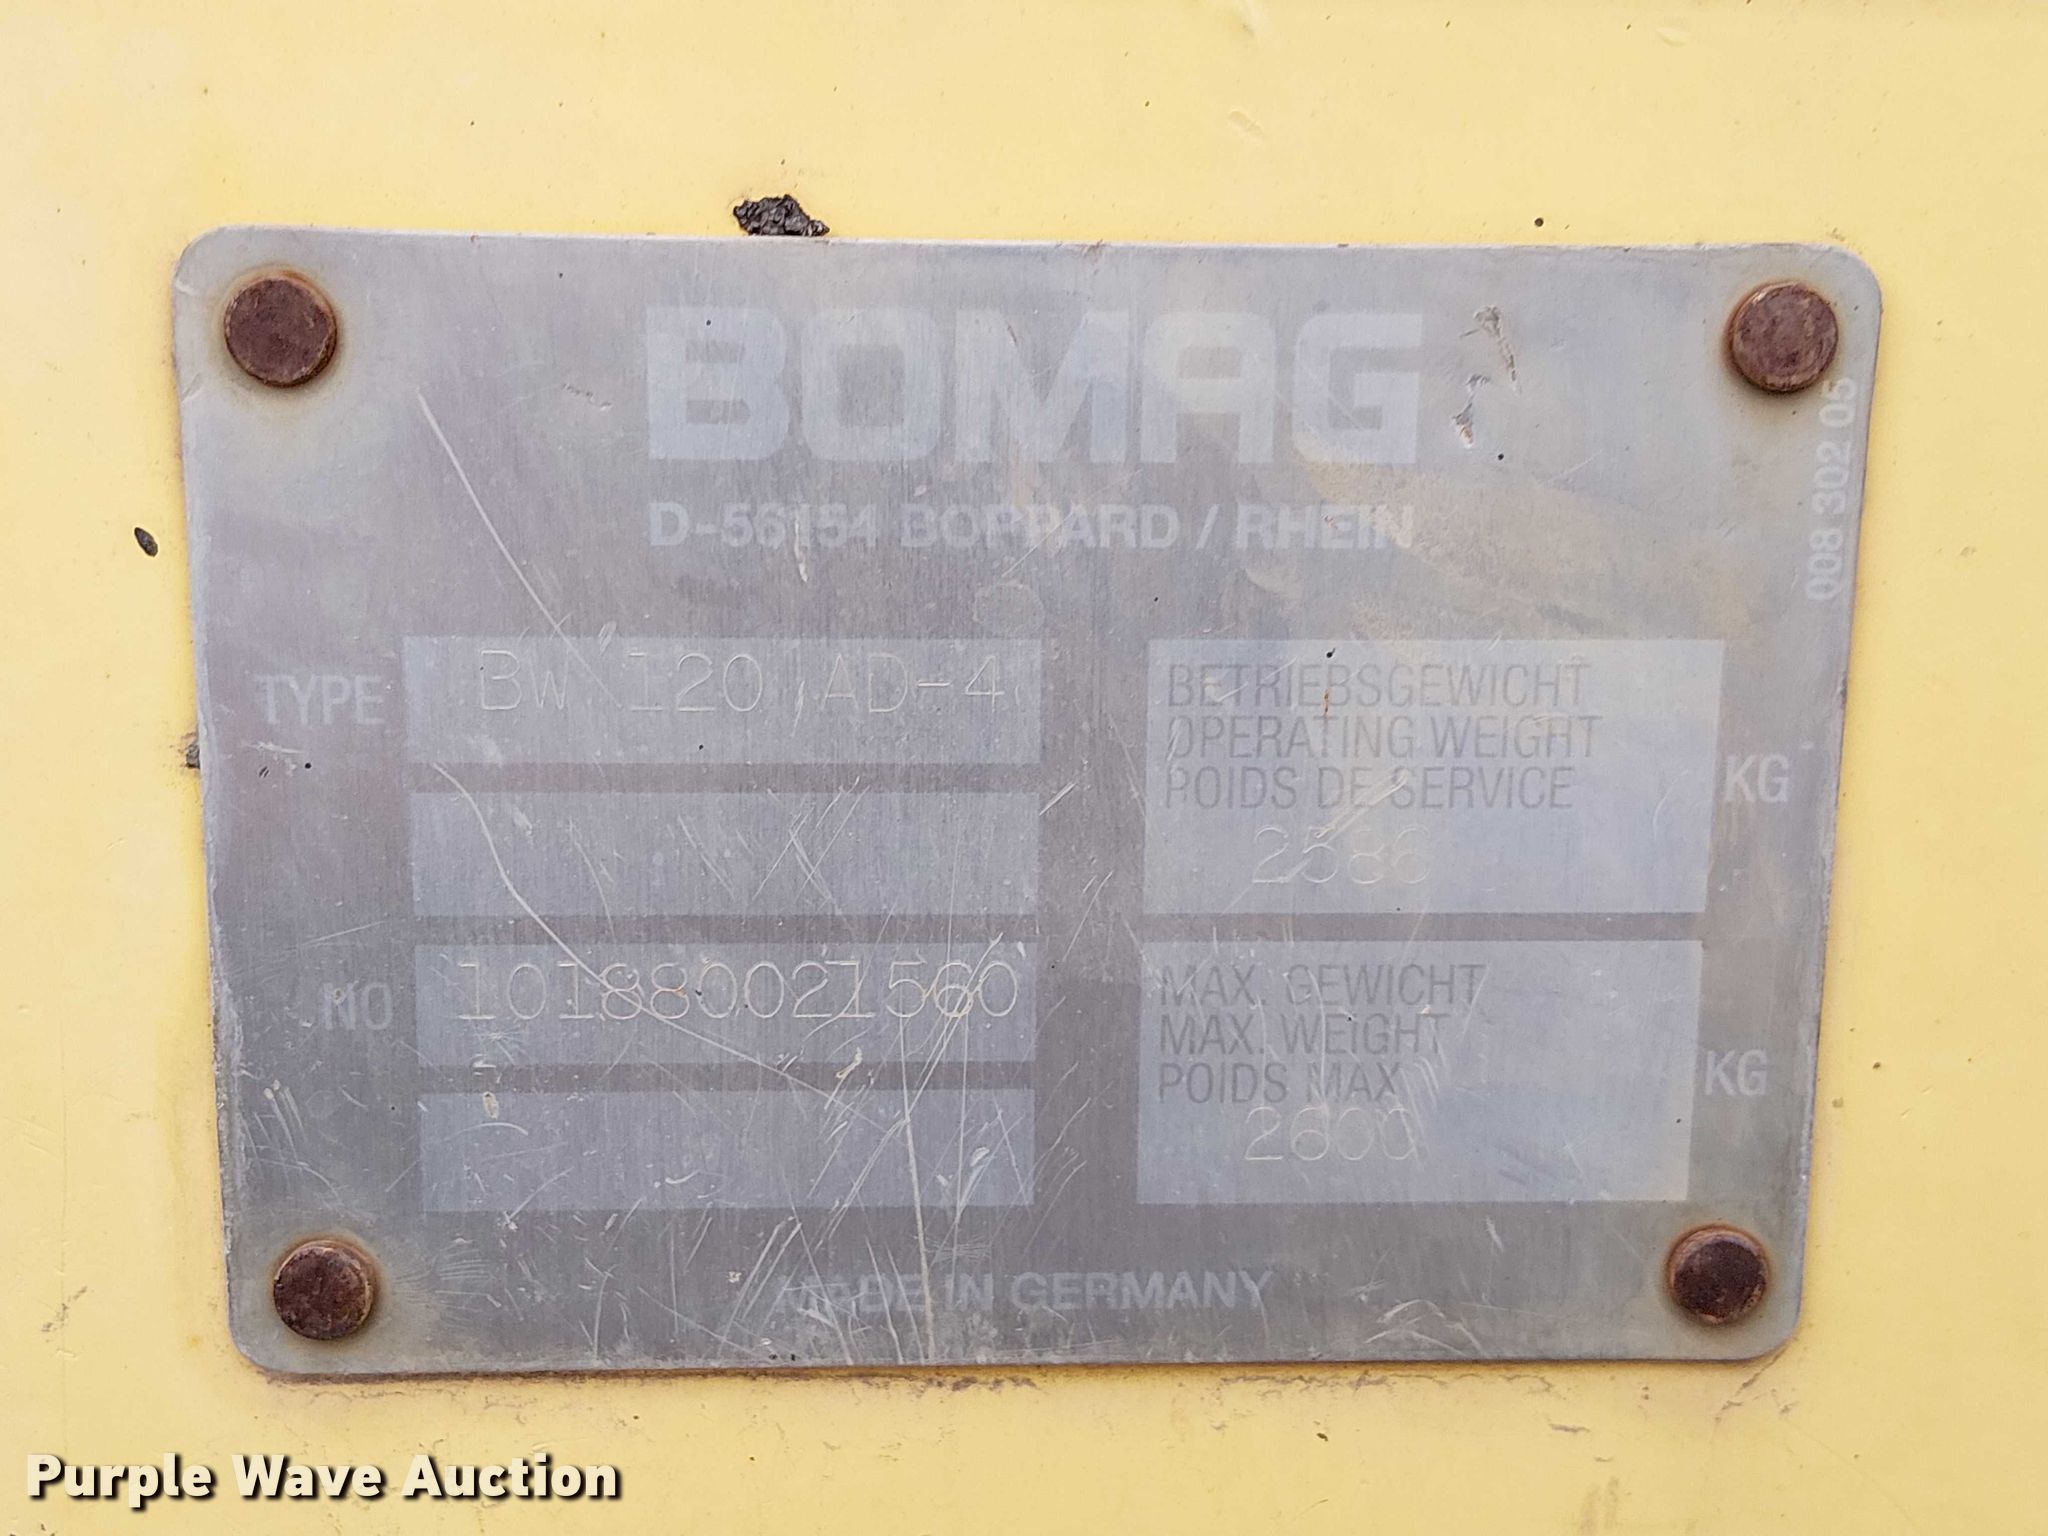 BOMAG
D-56154 BOPPARD / RHEIN
008 302 05
TYPE BW 120 AD-4
BETRIEBSGEWICHT
OPERATING WEIGHT
POIDS DE SERVICE
2586 KG
NO 101880021560
MAX. GEWICHT
MAX. WEIGHT
POIDS MAX
2600 KG
MADE IN GERMANY
Purple Wave Auction